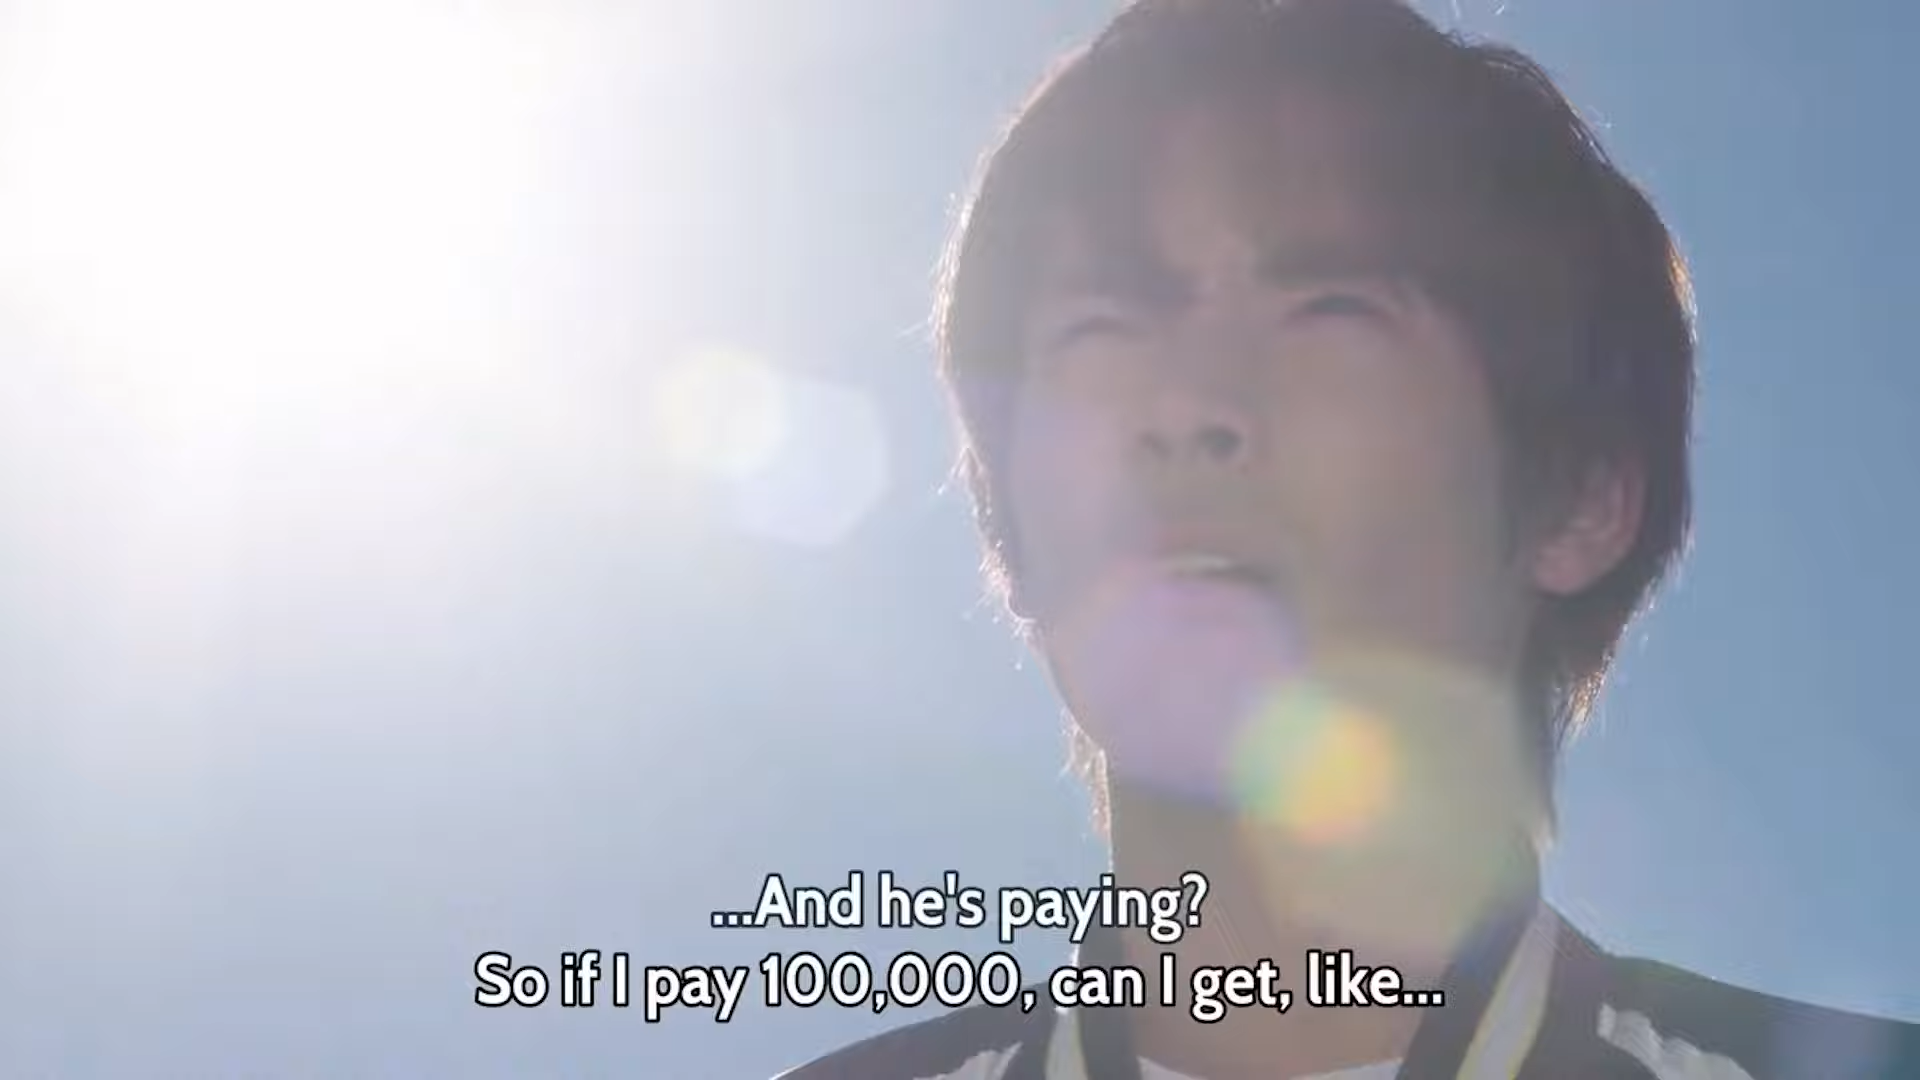 ...And he's paying?
So if I pay 100,000, can I get, like...